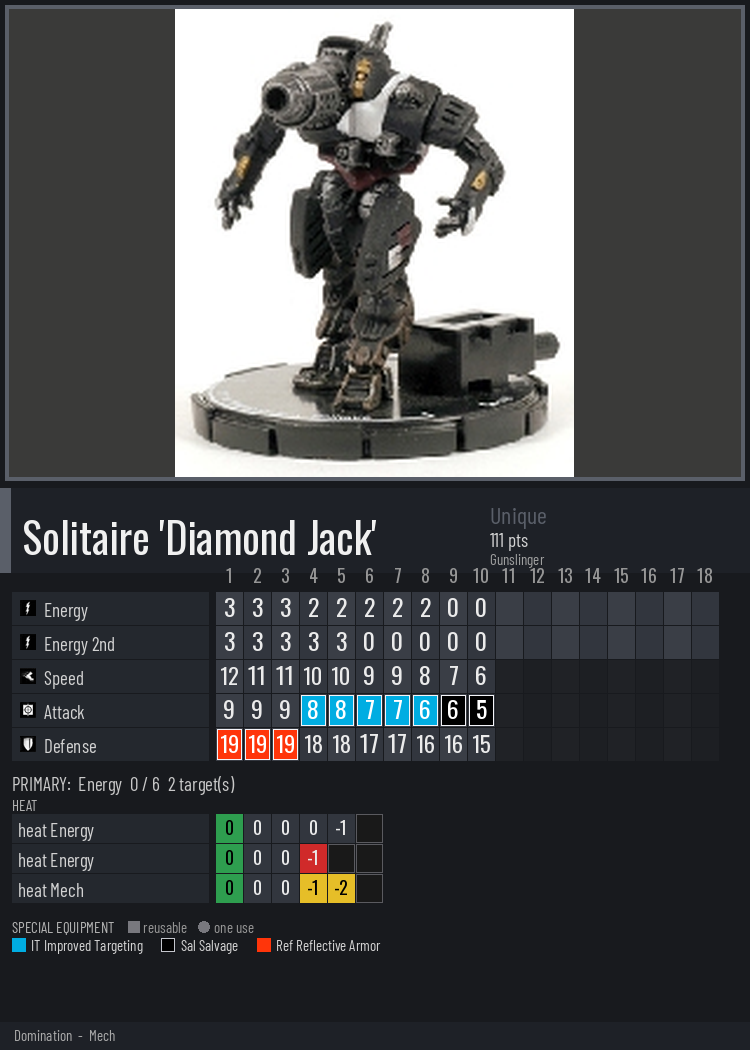 Solitaire 'Diamond Jack'
Unique
111 pts
Gunslinger
1 2 3 4 5 6 7 8 9 10 11 12 13 14 15 16 17 18
Energy 3 3 3 2 2 2 2 2 0 0
Energy 2nd 3 3 3 3 3 0 0 0 0 0
Speed 12 11 11 10 10 9 9 8 7 6
Attack 9 9 9 8 8 7 7 6 6 5
Defense 19 19 19 18 18 17 17 16 16 15
PRIMARY: Energy 0 / 6 2 target(s)
HEAT
heat Energy 0 0 0 0 -1
heat Energy 0 0 0 -1
heat Mech 0 0 0 -1 -2
SPECIAL EQUIPMENT reusable one use
IT Improved Targeting Sal Salvage Ref Reflective Armor
Domination - Mech